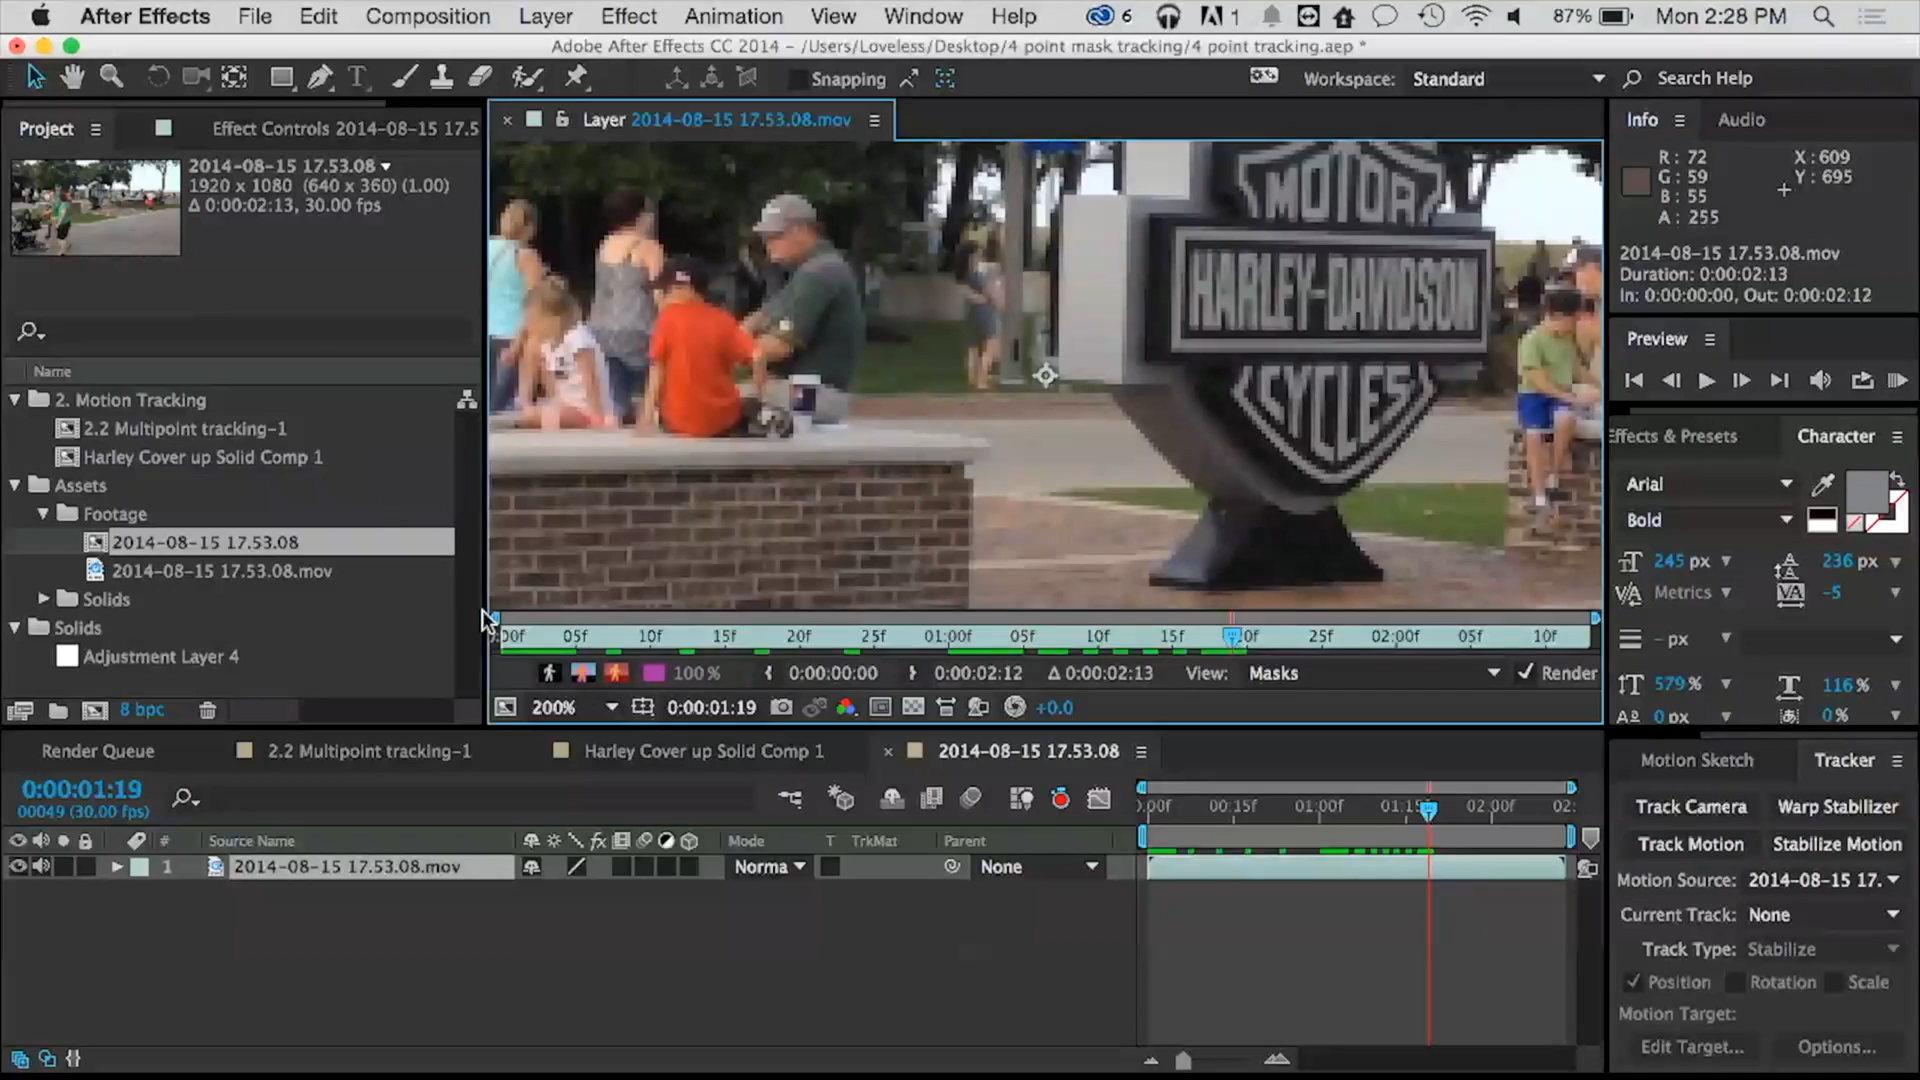 After Effects File Edit Composition Layer Effect Animation View Window Help 6 1 87% Mon 2:28 PM
Adobe After Effects CC 2014 - /Users/Loveless/Desktop/4 point mask tracking/4 point tracking.aep *
Snapping Workspace: Standard Search Help
Project Effect Controls 2014-08-15 17.5
2014-08-15 17.53.08
1920 x 1080 (640 x 360) (1.00)
Δ 0:00:02:13, 30.00 fps
Name
2. Motion Tracking
2.2 Multipoint tracking-1
Harley Cover up Solid Comp 1
Assets
Footage
2014-08-15 17.53.08
2014-08-15 17.53.08.mov
Solids
Solids
Adjustment Layer 4
8 bpc
Layer 2014-08-15 17.53.08.mov
MOTOR
HARLEY-DAVIDSON
CYCLES
:00f 05f 10f 15f 20f 25f 01:00f 05f 10f 15f 0f 25f 02:00f 05f 10f
100% 0:00:00:00 0:00:02:12 Δ 0:00:02:13 View: Masks Render
200% 0:00:01:19 +0.0
Info Audio
R: 72 X: 609
G: 59 Y: 695
B: 55
A: 255
2014-08-15 17.53.08.mov
Duration: 0:00:02:13
In: 0:00:00:00, Out: 0:00:02:12
Preview
Effects & Presets Character
Arial
Bold
245 px 236 px
Metrics -5
- px
579% 116%
0 px 0%
Render Queue 2.2 Multipoint tracking-1 Harley Cover up Solid Comp 1 2014-08-15 17.53.08
0:00:01:19
00049 (30.00 fps)
:00f 00:15f 01:00f 01:15 02:00f 02:
# Source Name Mode T TrkMat Parent
1 2014-08-15 17.53.08.mov Norma None
Motion Sketch Tracker
Track Camera Warp Stabilizer
Track Motion Stabilize Motion
Motion Source: 2014-08-15 17.
Current Track: None
Track Type: Stabilize
Position Rotation Scale
Motion Target:
Edit Target... Options...